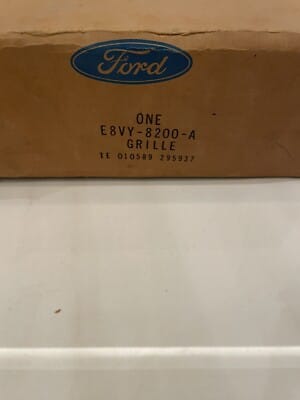 Ford
ONE
E8VY-8200-A
GRILLE
1E 010589 295937